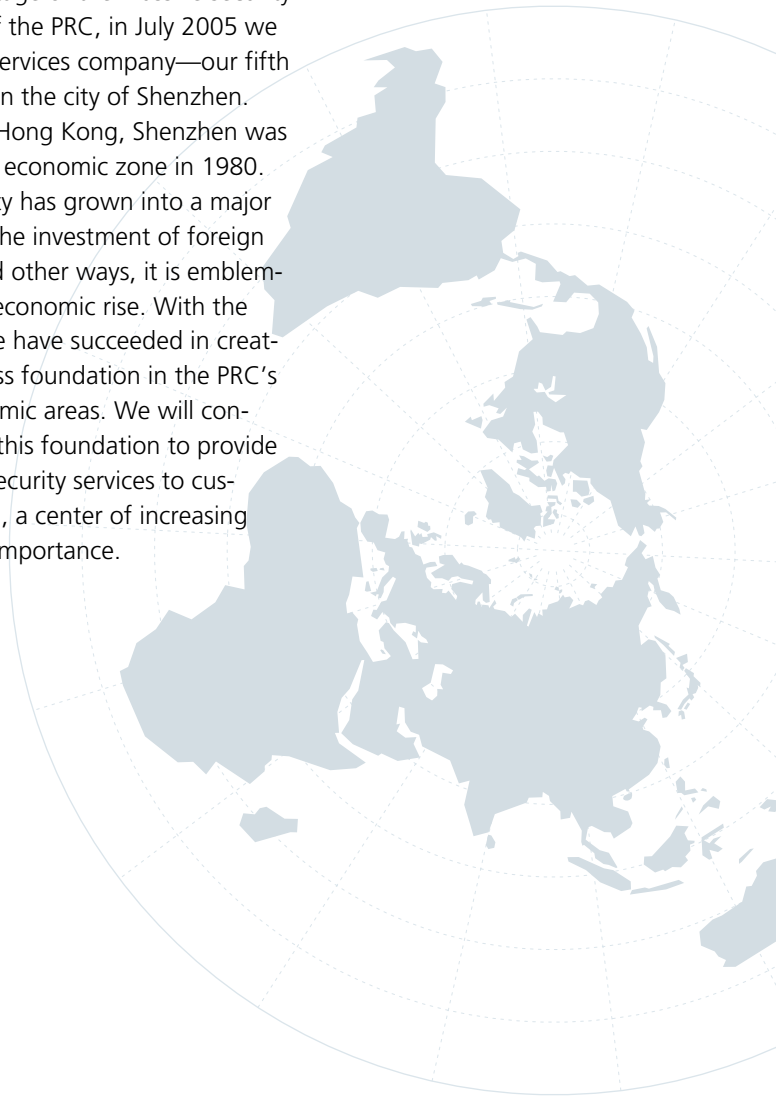 f the PRC, in July 2005 we
ervices company—our fifth
n the city of Shenzhen.
Hong Kong, Shenzhen was
economic zone in 1980.
ty has grown into a major
he investment of foreign
d other ways, it is emblem-
economic rise. With the
e have succeeded in creat-
ss foundation in the PRC’s
mic areas. We will con-
this foundation to provide
ecurity services to cus-
, a center of increasing
mportance.